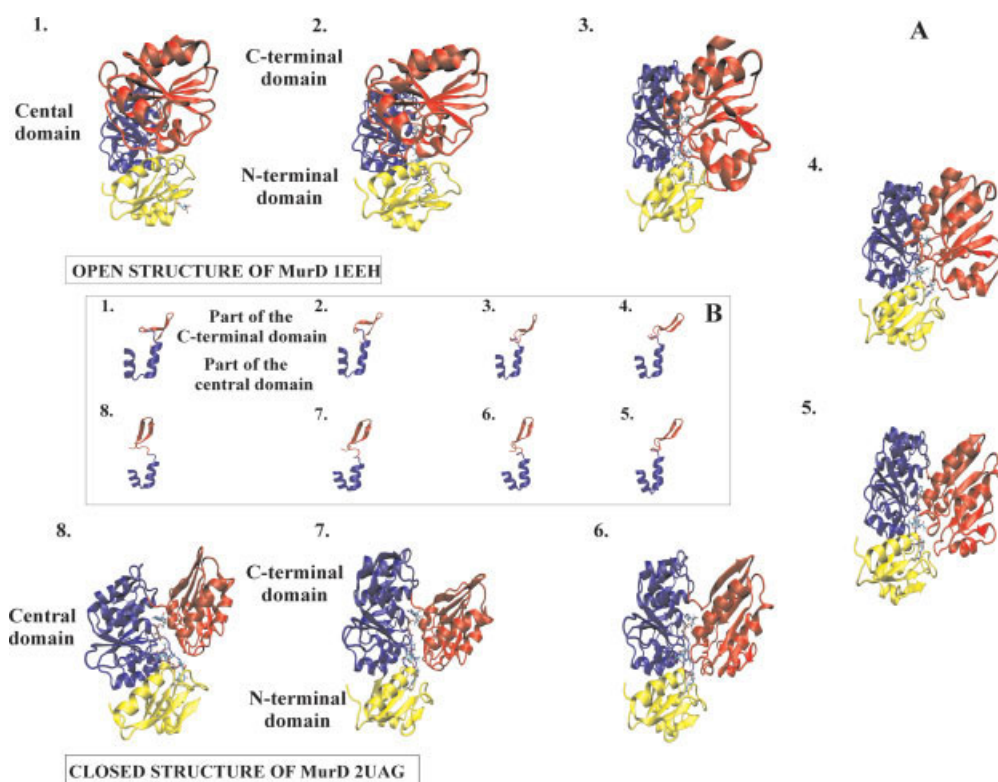 1.
2.
3.
A
C-terminal
domain
Cental
domain
N-terminal
domain
4.
OPEN STRUCTURE OF MurD 1EEH
1.
2.
3.
4.
B
Part of the
C-terminal domain
Part of the
central domain
8.
7.
6.
5.
5.
8.
7.
6.
C-terminal
domain
Central
domain
N-terminal
domain
CLOSED STRUCTURE OF MurD 2UAG